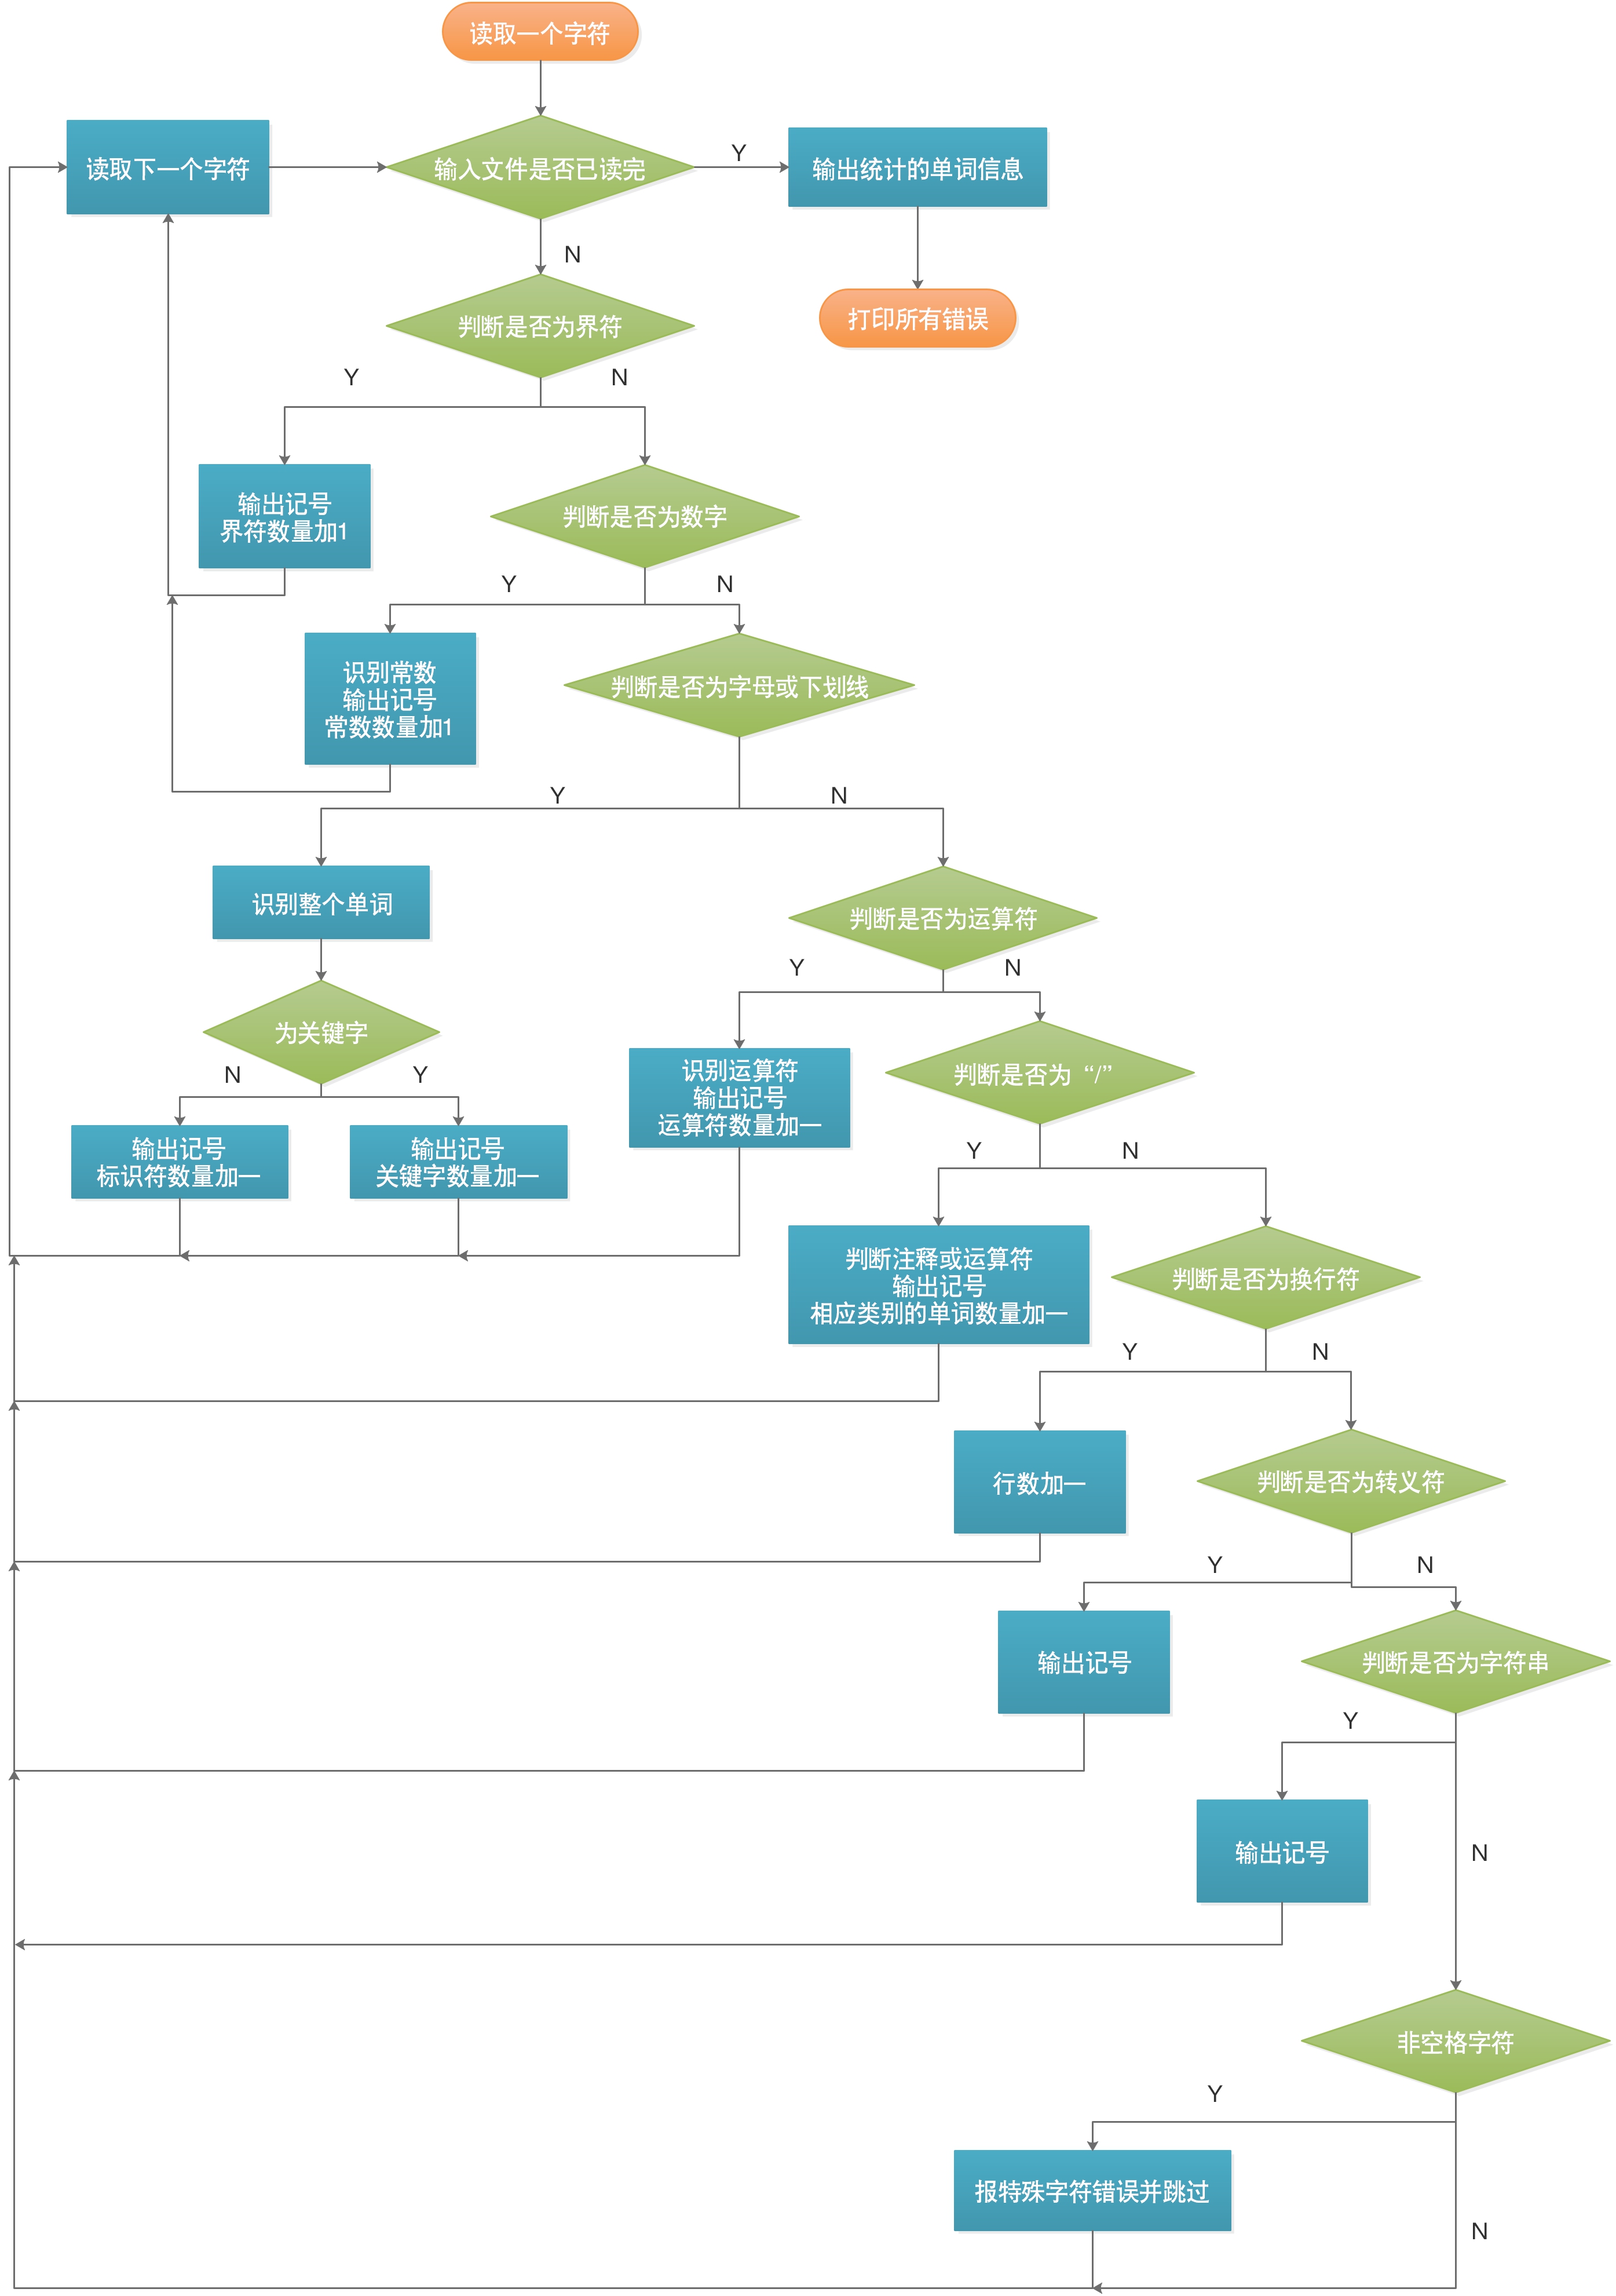 读取一个字符
读取下一个字符
输入文件是否已读完
Y
输出统计的单词信息
N
判断是否为界符
打印所有错误
Y
N
输出记号
界符数量加1
判断是否为数字
Y
N
识别常数
输出记号
常数数量加1
判断是否为字母或下划线
Y
N
识别整个单词
判断是否为运算符
Y
N
为关键字
识别运算符
输出记号
运算符数量加一
判断是否为 “/”
N
Y
输出记号
标识符数量加一
输出记号
关键字数量加一
Y
N
判断注释或运算符
输出记号
相应类别的单词数量加一
判断是否为换行符
Y
N
行数加一
判断是否为转义符
Y
N
输出记号
判断是否为字符串
Y
输出记号
N
非空格字符
Y
报特殊字符错误并跳过
N